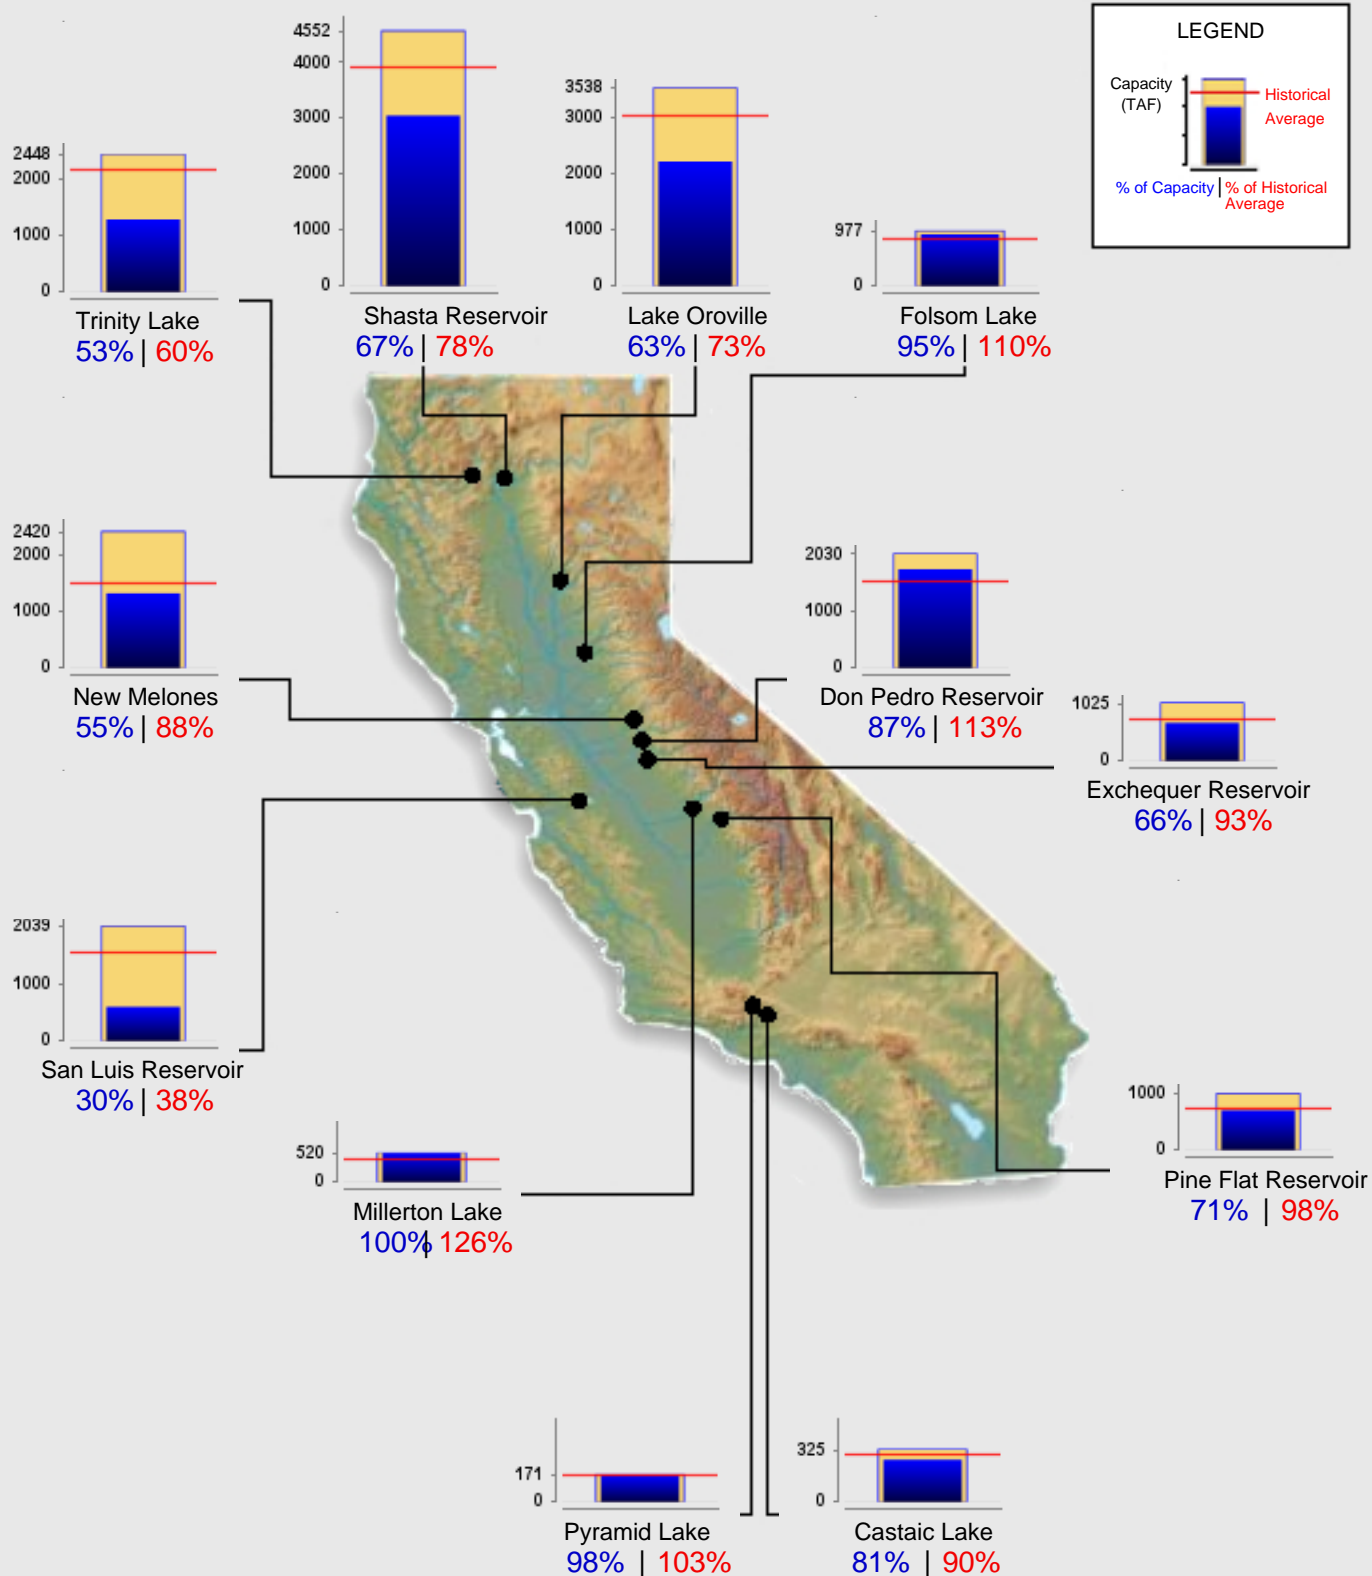 LEGEND
Capacity
(TAF)
Historical
Average
% of Capacity | % of Historical
Average
4552
4000
3000
2000
1000
0
Shasta Reservoir
67% | 78%
3538
3000
2000
1000
0
Lake Oroville
63% | 73%
2448
2000
1000
0
Trinity Lake
53% | 60%
977
0
Folsom Lake
95% | 110%
2420
2000
1000
0
New Melones
55% | 88%
2030
1000
0
Don Pedro Reservoir
87% | 113%
1025
0
Exchequer Reservoir
66% | 93%
2039
1000
0
San Luis Reservoir
30% | 38%
520
0
Millerton Lake
100% | 126%
1000
0
Pine Flat Reservoir
71% | 98%
171
0
Pyramid Lake
98% | 103%
325
0
Castaic Lake
81% | 90%